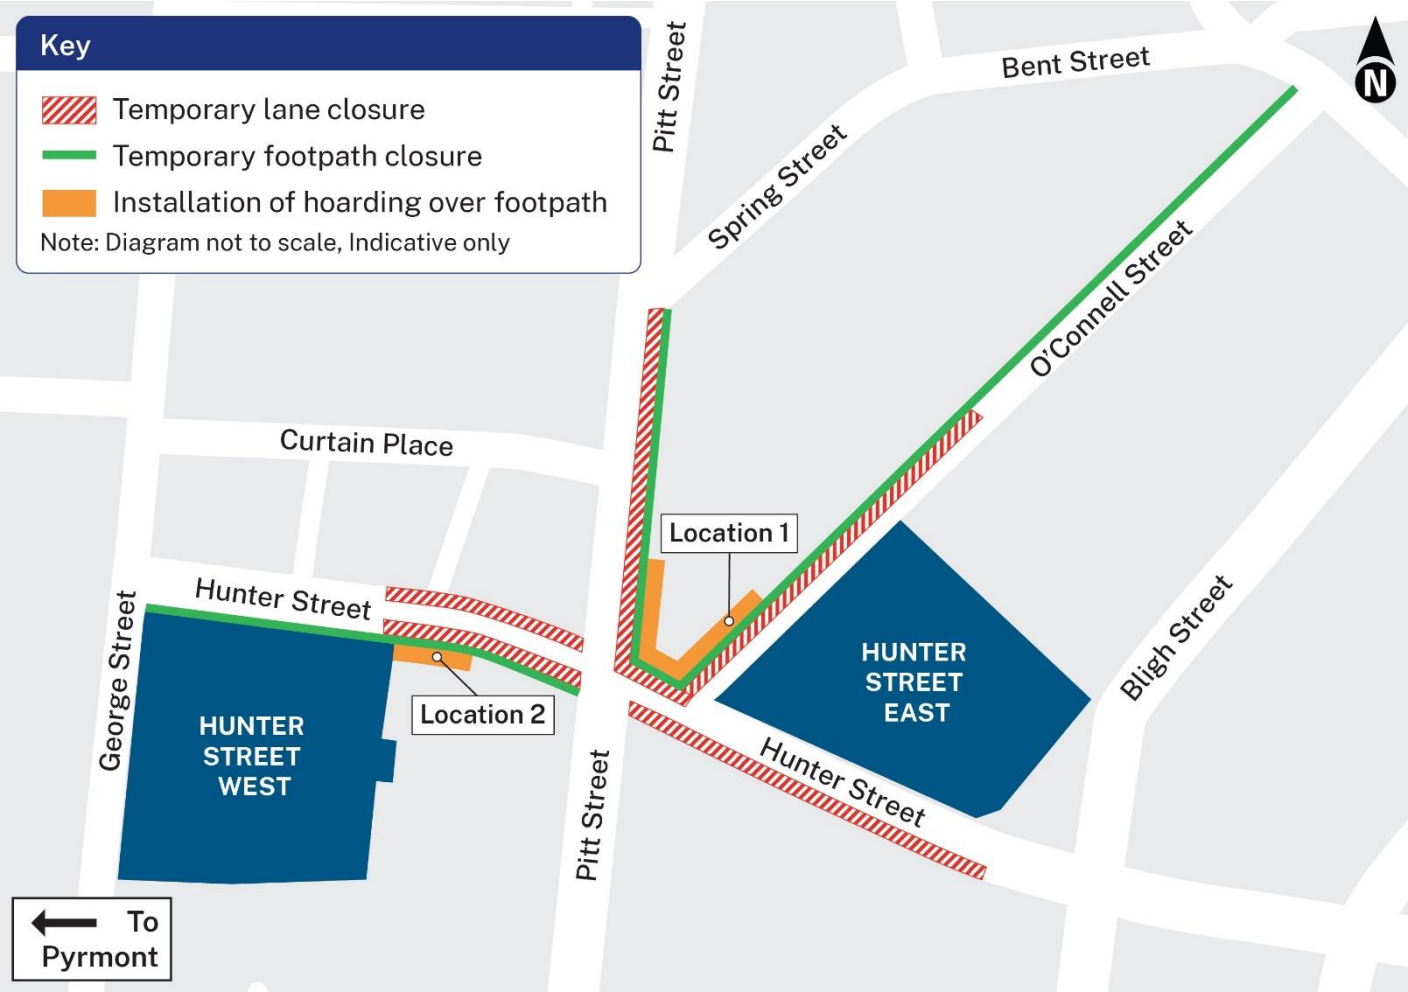 Key
Temporary lane closure
Temporary footpath closure
Installation of hoarding over footpath
Note: Diagram not to scale, Indicative only
Pitt Street
Bent Street
N
Spring Street
O'Connell Street
Curtain Place
Location 1
Hunter Street
George Street
Bligh Street
HUNTER
STREET
EAST
Location 2
HUNTER
STREET
WEST
Hunter Street
Pitt Street
To
Pyrmont